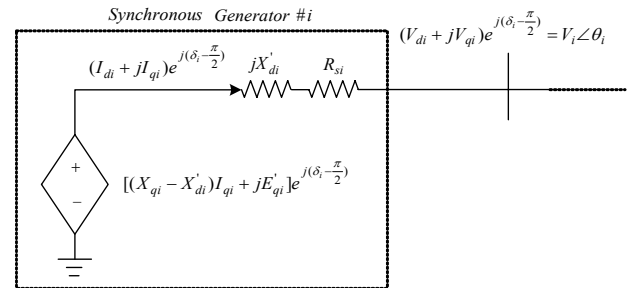 Synchronous Generator #i
(V_{di} + jV_{qi})e^{j(δ_i − π/2)} = V_i∠θ_i
(I_{di} + jI_{qi})e^{j(δ_i − π/2)}
jX'_{di}
R_{si}
+
−
[(X_{qi} − X'_{di})I_{qi} + jE'_{qi}]e^{j(δ_i − π/2)}